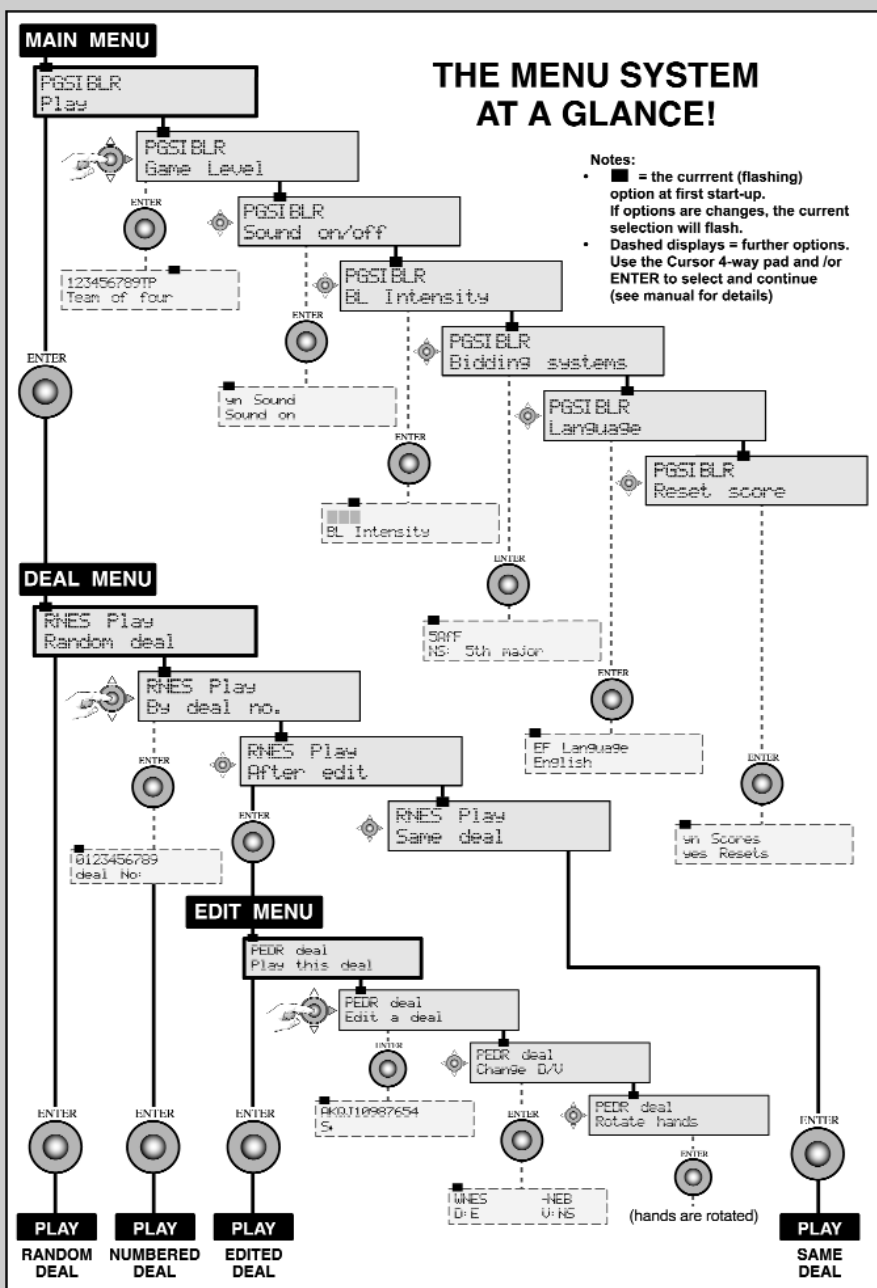 MAIN MENU
THE MENU SYSTEM
AT A GLANCE!
PGSIBLR
Play
PGSIBLR
Game Level
Notes:
• = the currrent (flashing)
option at first start-up.
If options are changes, the current
selection will flash.
• Dashed displays = further options.
Use the Cursor 4-way pad and /or
ENTER to select and continue
(see manual for details)
ENTER
PGSIBLR
Sound on/off
123456789TP
Team of four
PGSIBLR
BL Intensity
ENTER
ENTER
PGSIBLR
Bidding systems
yn Sound
Sound on
PGSIBLR
Language
ENTER
PGSIBLR
Reset score
BL Intensity
ENTER
DEAL MENU
RNES Play
Random deal
5AfF
NS: 5th major
RNES Play
By deal no.
ENTER
RNES Play
After edit
EF Language
English
ENTER
ENTER
ENTER
RNES Play
Same deal
0123456789
deal No:
yn Scores
yes Resets
EDIT MENU
PEDR deal
Play this deal
PEDR deal
Edit a deal
PEDR deal
Change D/V
ENTER
AKQJ10987654
S♠
PEDR deal
Rotate hands
ENTER
ENTER
ENTER
ENTER
ENTER
ENTER
WNES -NEB
D:E V:NS
(hands are rotated)
PLAY
RANDOM
DEAL
PLAY
NUMBERED
DEAL
PLAY
EDITED
DEAL
PLAY
SAME
DEAL